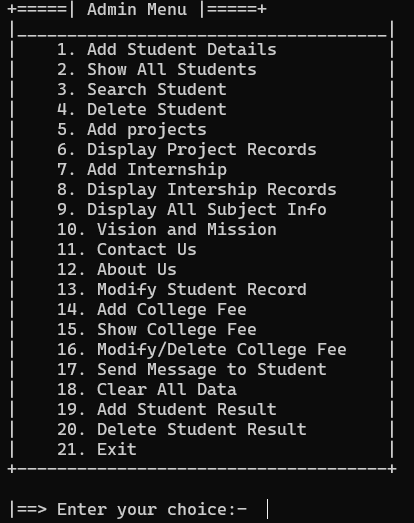 +=====| Admin Menu |=====+
|_____________________________________|
|    1. Add Student Details           |
|    2. Show All Students             |
|    3. Search Student                |
|    4. Delete Student                |
|    5. Add projects                  |
|    6. Display Project Records       |
|    7. Add Internship                |
|    8. Display Intership Records     |
|    9. Display All Subject Info      |
|    10. Vision and Mission           |
|    11. Contact Us                   |
|    12. About Us                     |
|    13. Modify Student Record        |
|    14. Add College Fee              |
|    15. Show College Fee             |
|    16. Modify/Delete College Fee    |
|    17. Send Message to Student      |
|    18. Clear All Data               |
|    19. Add Student Result           |
|    20. Delete Student Result        |
|    21. Exit                         |
+-------------------------------------+
|==> Enter your choice:-